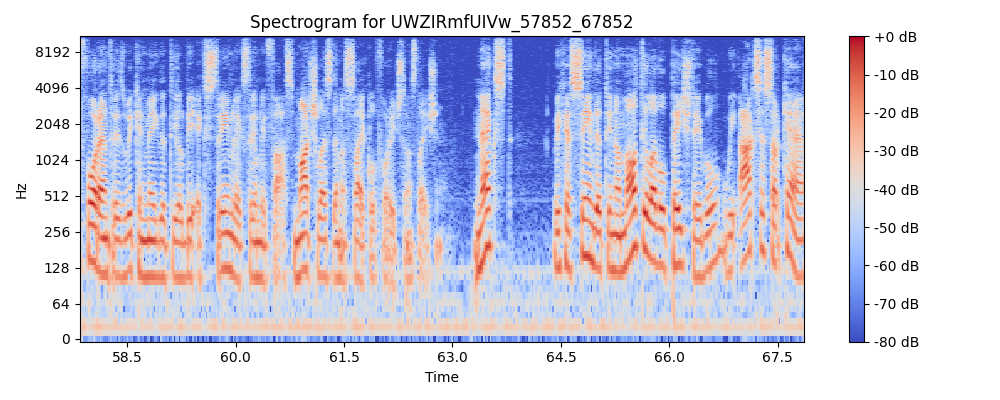 Spectrogram for UWZIRmfUIVw_57852_67852
Hz
8192
4096
2048
1024
512
256
128
64
0
58.5 60.0 61.5 63.0 64.5 66.0 67.5
Time
+0 dB
-10 dB
-20 dB
-30 dB
-40 dB
-50 dB
-60 dB
-70 dB
-80 dB